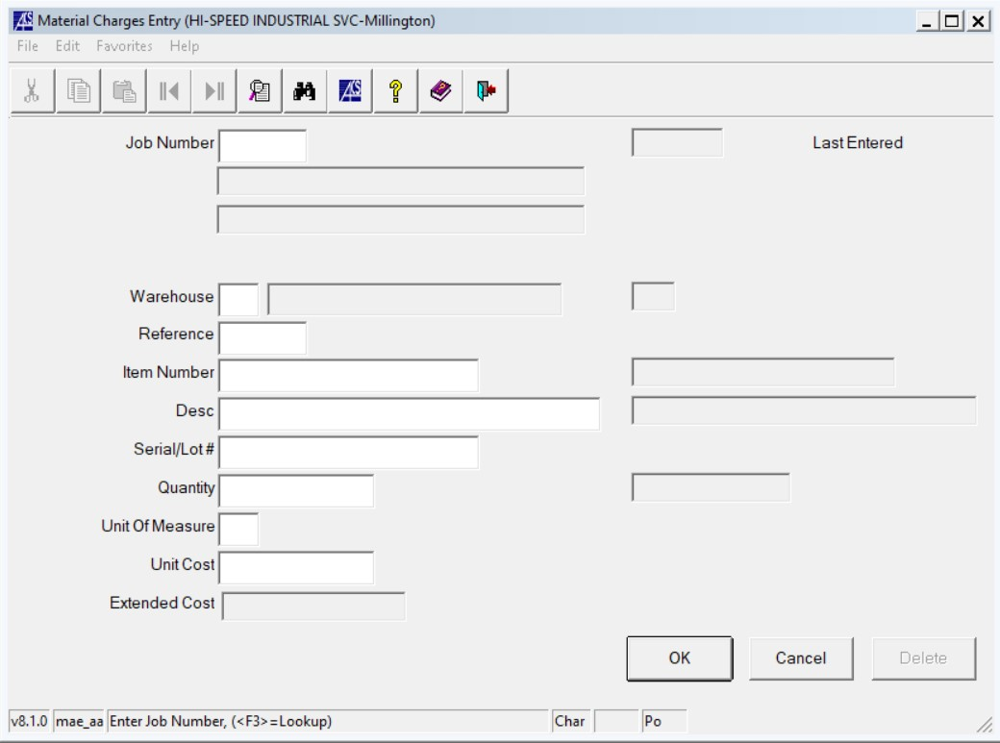 Material Charges Entry (HI-SPEED INDUSTRIAL SVC-Millington)
File Edit Favorites Help
Job Number Last Entered
Warehouse
Reference
Item Number
Desc
Serial/Lot #
Quantity
Unit Of Measure
Unit Cost
Extended Cost
OK Cancel Delete
v8.1.0 mae_aa Enter Job Number, (<F3>=Lookup) Char Po